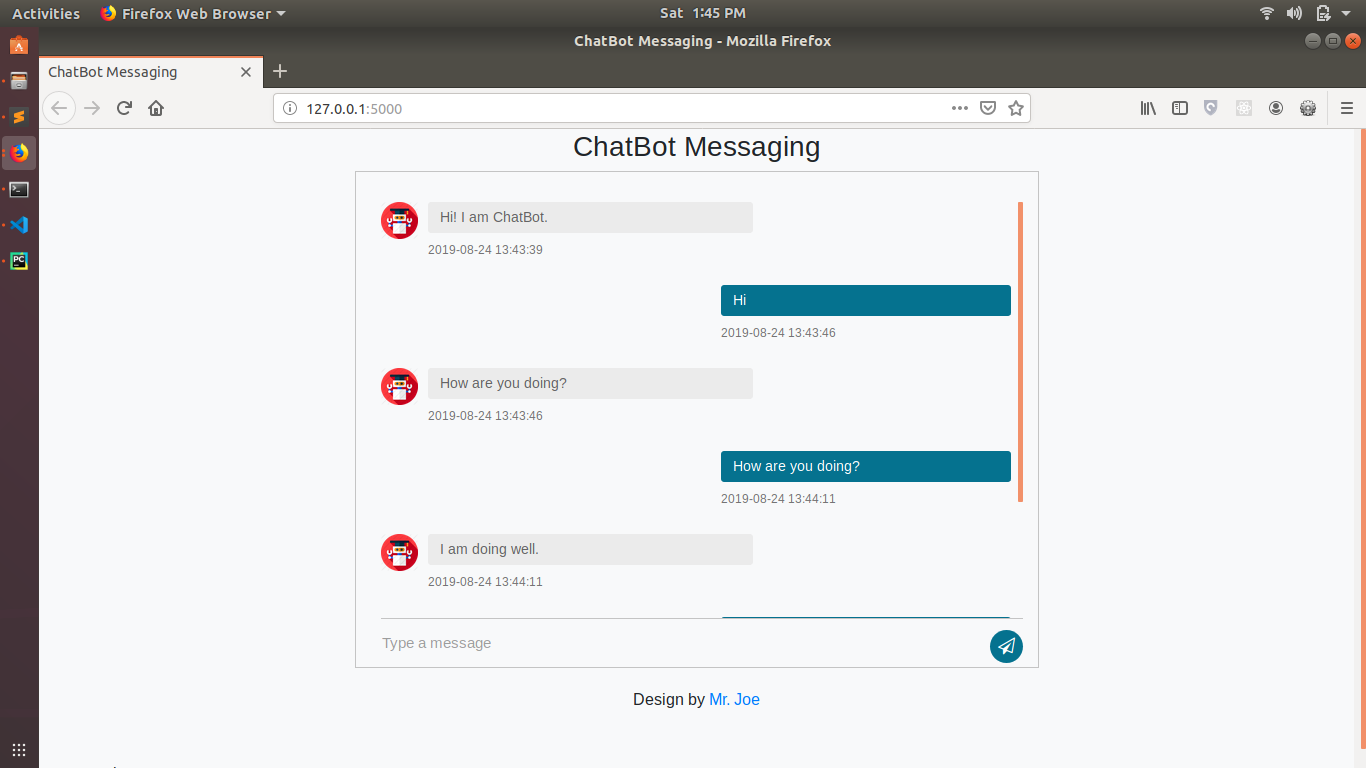 Activities Firefox Web Browser Sat 1:45 PM
ChatBot Messaging - Mozilla Firefox
ChatBot Messaging
127.0.0.1:5000
ChatBot Messaging
Hi! I am ChatBot.
2019-08-24 13:43:39
Hi
2019-08-24 13:43:46
How are you doing?
2019-08-24 13:43:46
How are you doing?
2019-08-24 13:44:11
I am doing well.
2019-08-24 13:44:11
Type a message
Design by Mr. Joe
PC